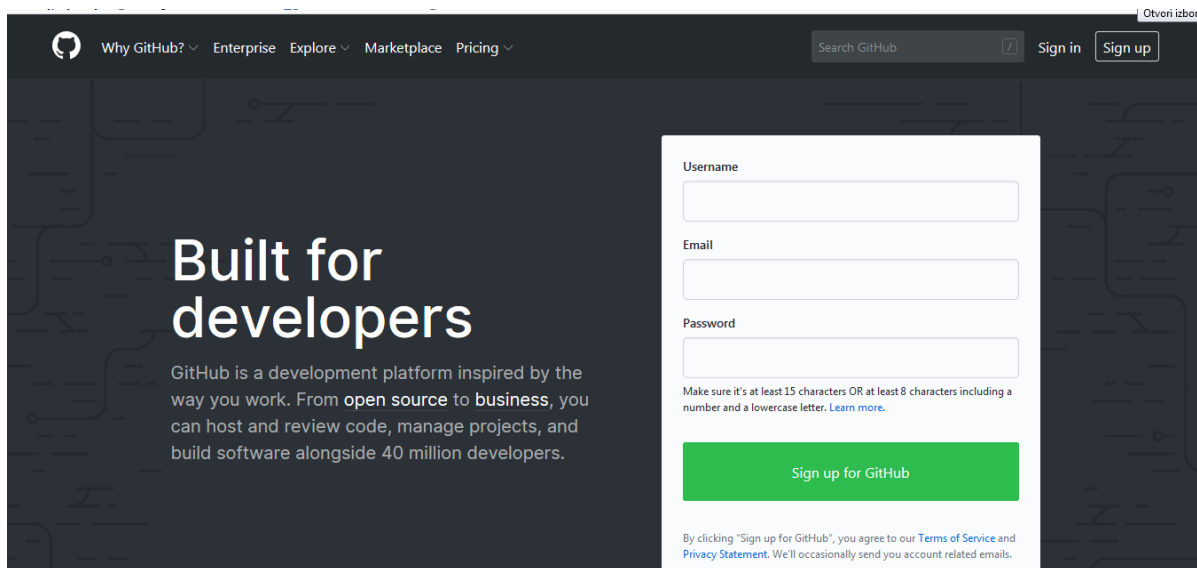 Otvori izbor
Why GitHub? Enterprise Explore Marketplace Pricing Search GitHub / Sign in Sign up
Username
Email
Built for
developers
Password
GitHub is a development platform inspired by the
way you work. From open source to business, you
can host and review code, manage projects, and
build software alongside 40 million developers.
Make sure it's at least 15 characters OR at least 8 characters including a
number and a lowercase letter. Learn more.
Sign up for GitHub
By clicking "Sign up for GitHub", you agree to our Terms of Service and
Privacy Statement. We'll occasionally send you account related emails.